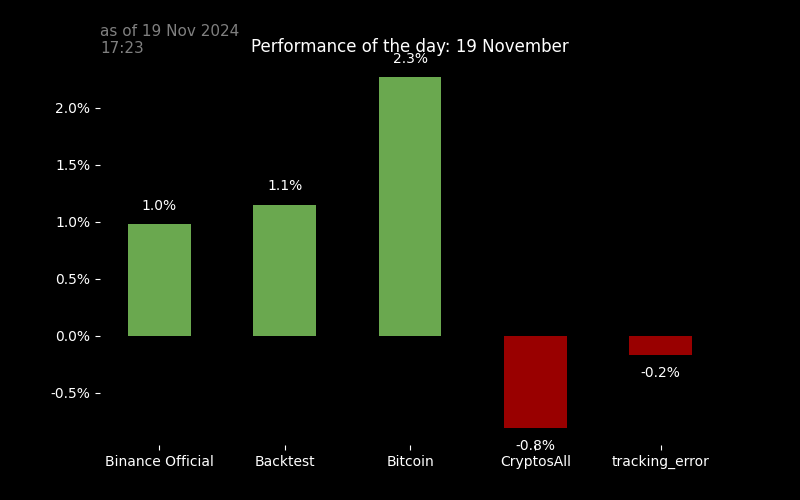 as of 19 Nov 2024
17:23
Performance of the day: 19 November
2.3%
2.0%
1.5%
1.1%
1.0%
1.0%
0.5%
0.0%
-0.2%
-0.5%
-0.8%
Binance Official
Backtest
Bitcoin
CryptosAll
tracking_error